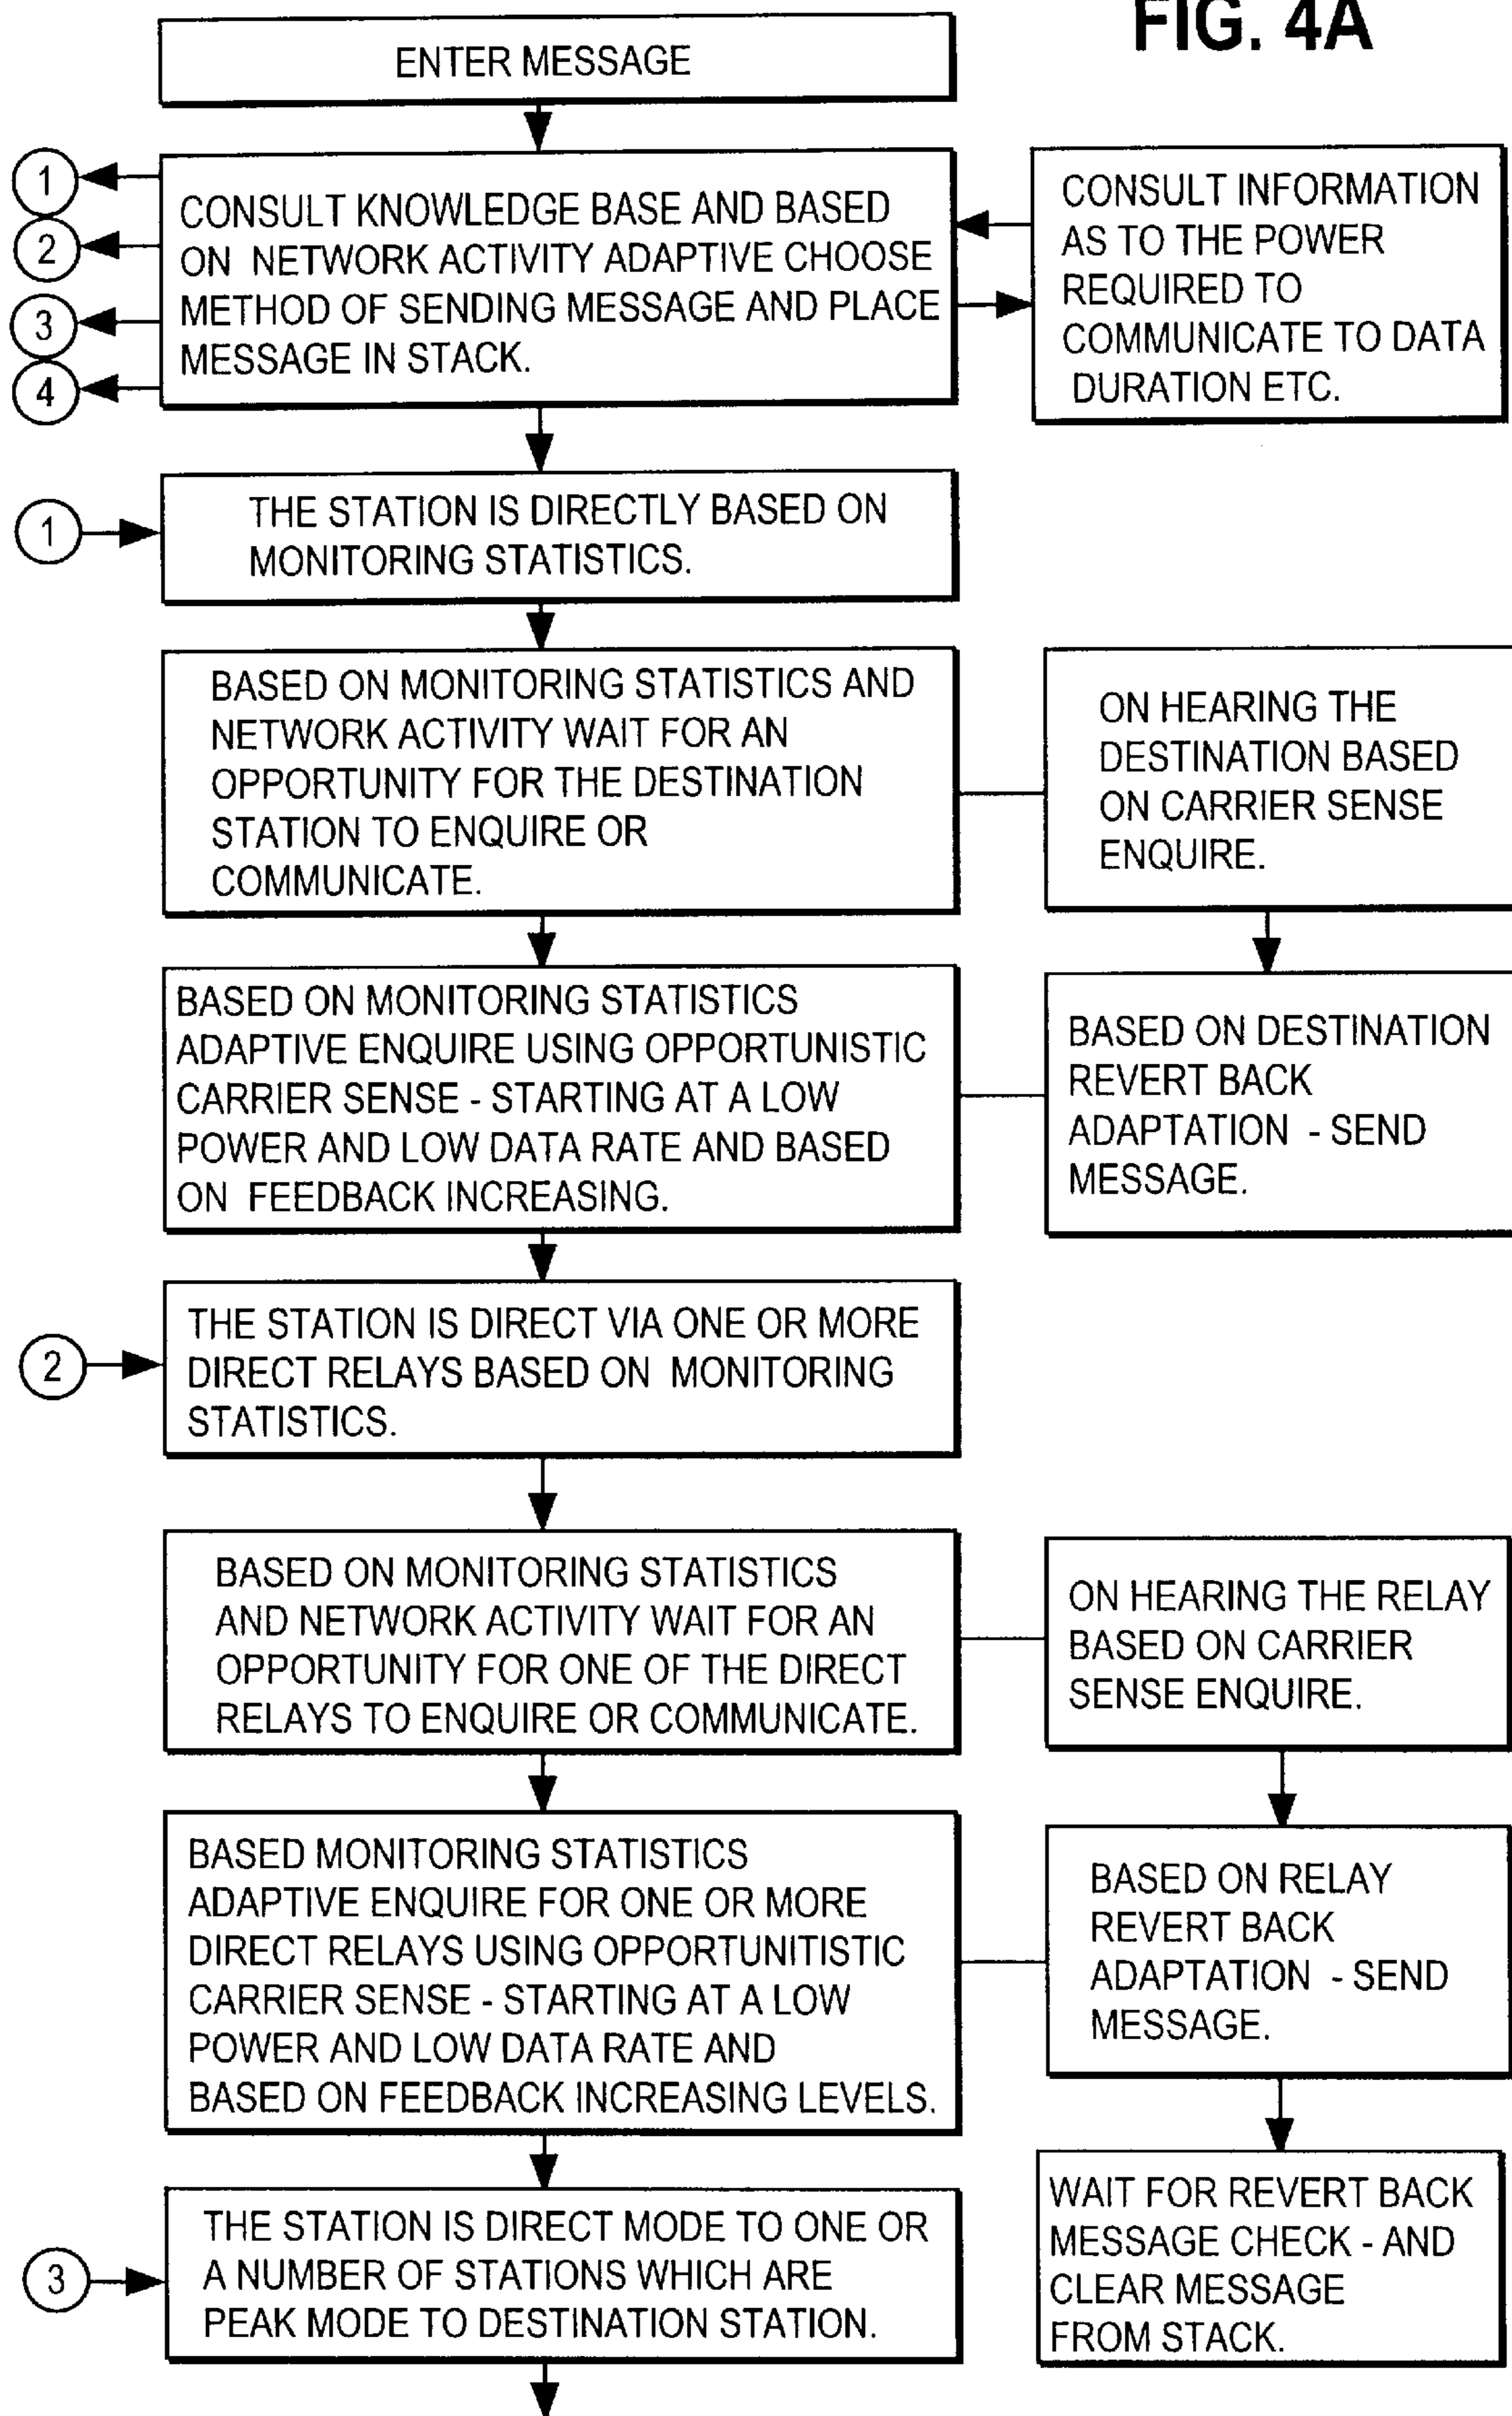 FIG. 4A
ENTER MESSAGE
1
2
3
4
CONSULT KNOWLEDGE BASE AND BASED
ON NETWORK ACTIVITY ADAPTIVE CHOOSE
METHOD OF SENDING MESSAGE AND PLACE
MESSAGE IN STACK.
CONSULT INFORMATION
AS TO THE POWER
REQUIRED TO
COMMUNICATE TO DATA
DURATION ETC.
1
THE STATION IS DIRECTLY BASED ON
MONITORING STATISTICS.
BASED ON MONITORING STATISTICS AND
NETWORK ACTIVITY WAIT FOR AN
OPPORTUNITY FOR THE DESTINATION
STATION TO ENQUIRE OR
COMMUNICATE.
ON HEARING THE
DESTINATION BASED
ON CARRIER SENSE
ENQUIRE.
BASED ON MONITORING STATISTICS
ADAPTIVE ENQUIRE USING OPPORTUNISTIC
CARRIER SENSE - STARTING AT A LOW
POWER AND LOW DATA RATE AND BASED
ON FEEDBACK INCREASING.
BASED ON DESTINATION
REVERT BACK
ADAPTATION - SEND
MESSAGE.
2
THE STATION IS DIRECT VIA ONE OR MORE
DIRECT RELAYS BASED ON MONITORING
STATISTICS.
BASED ON MONITORING STATISTICS
AND NETWORK ACTIVITY WAIT FOR AN
OPPORTUNITY FOR ONE OF THE DIRECT
RELAYS TO ENQUIRE OR COMMUNICATE.
ON HEARING THE RELAY
BASED ON CARRIER
SENSE ENQUIRE.
BASED MONITORING STATISTICS
ADAPTIVE ENQUIRE FOR ONE OR MORE
DIRECT RELAYS USING OPPORTUNITISTIC
CARRIER SENSE - STARTING AT A LOW
POWER AND LOW DATA RATE AND
BASED ON FEEDBACK INCREASING LEVELS.
BASED ON RELAY
REVERT BACK
ADAPTATION - SEND
MESSAGE.
3
THE STATION IS DIRECT MODE TO ONE OR
A NUMBER OF STATIONS WHICH ARE
PEAK MODE TO DESTINATION STATION.
WAIT FOR REVERT BACK
MESSAGE CHECK - AND
CLEAR MESSAGE
FROM STACK.